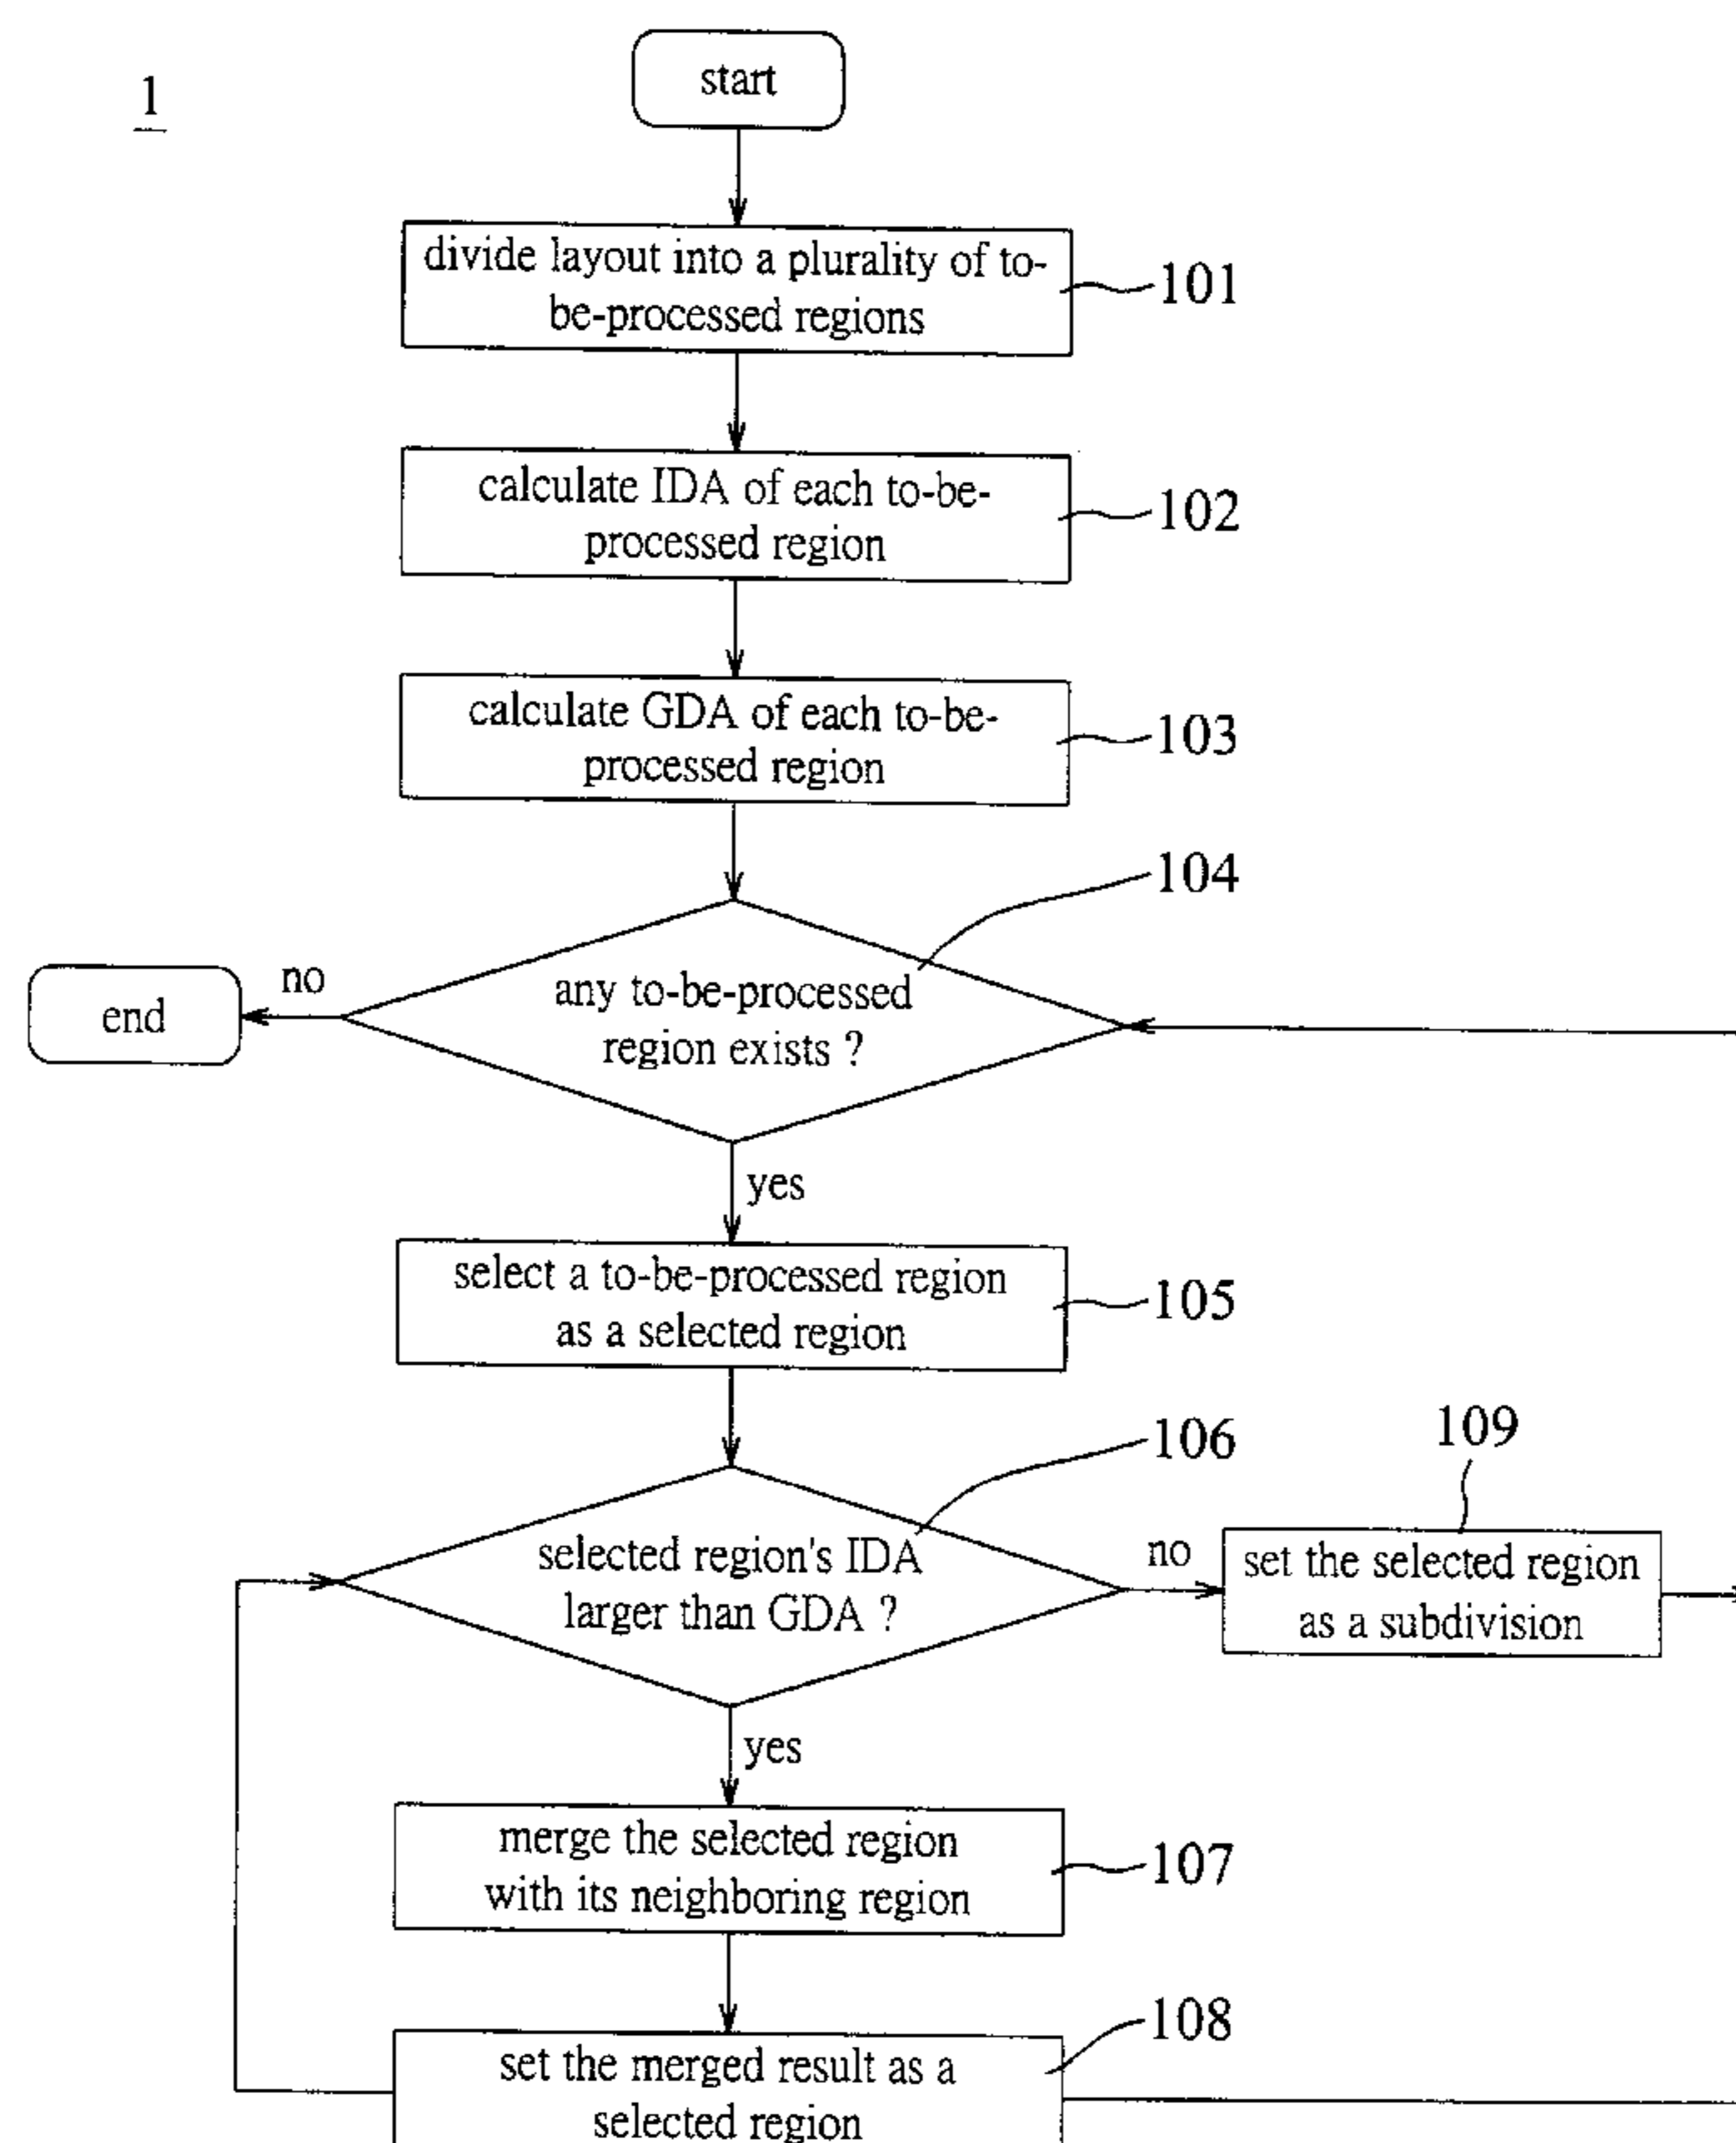 1
start
divide layout into a plurality of to-
be-processed regions
101
calculate IDA of each to-be-
processed region
102
calculate GDA of each to-be-
processed region
103
104
any to-be-processed
region exists ?
no
end
yes
select a to-be-processed region
as a selected region
105
106
selected region's IDA
larger than GDA ?
no
109
set the selected region
as a subdivision
yes
merge the selected region
with its neighboring region
107
108
set the merged result as a
selected region